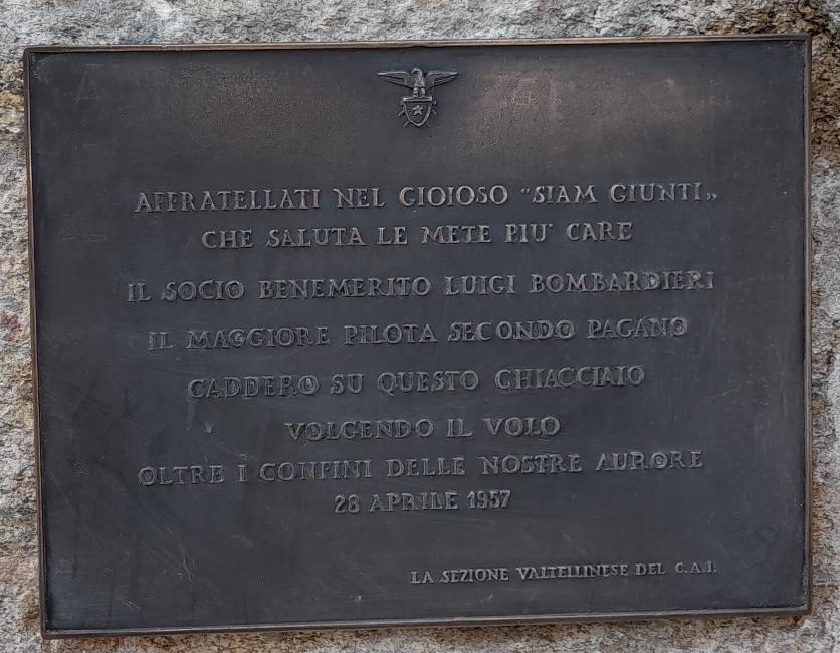 AFFRATELLATI NEL GIOIOSO "SIAM GIUNTI„
CHE SALUTA LE METE PIU' CARE
IL SOCIO BENEMERITO LUIGI BOMBARDIERI
IL MAGGIORE PILOTA SECONDO PAGANO
CADDERO SU QUESTO GHIACCIAIO
VOLGENDO IL VOLO
OLTRE I CONFINI DELLE NOSTRE AURORE
28 APRILE 1957
LA SEZIONE VALTELLINESE DEL C.A.I.